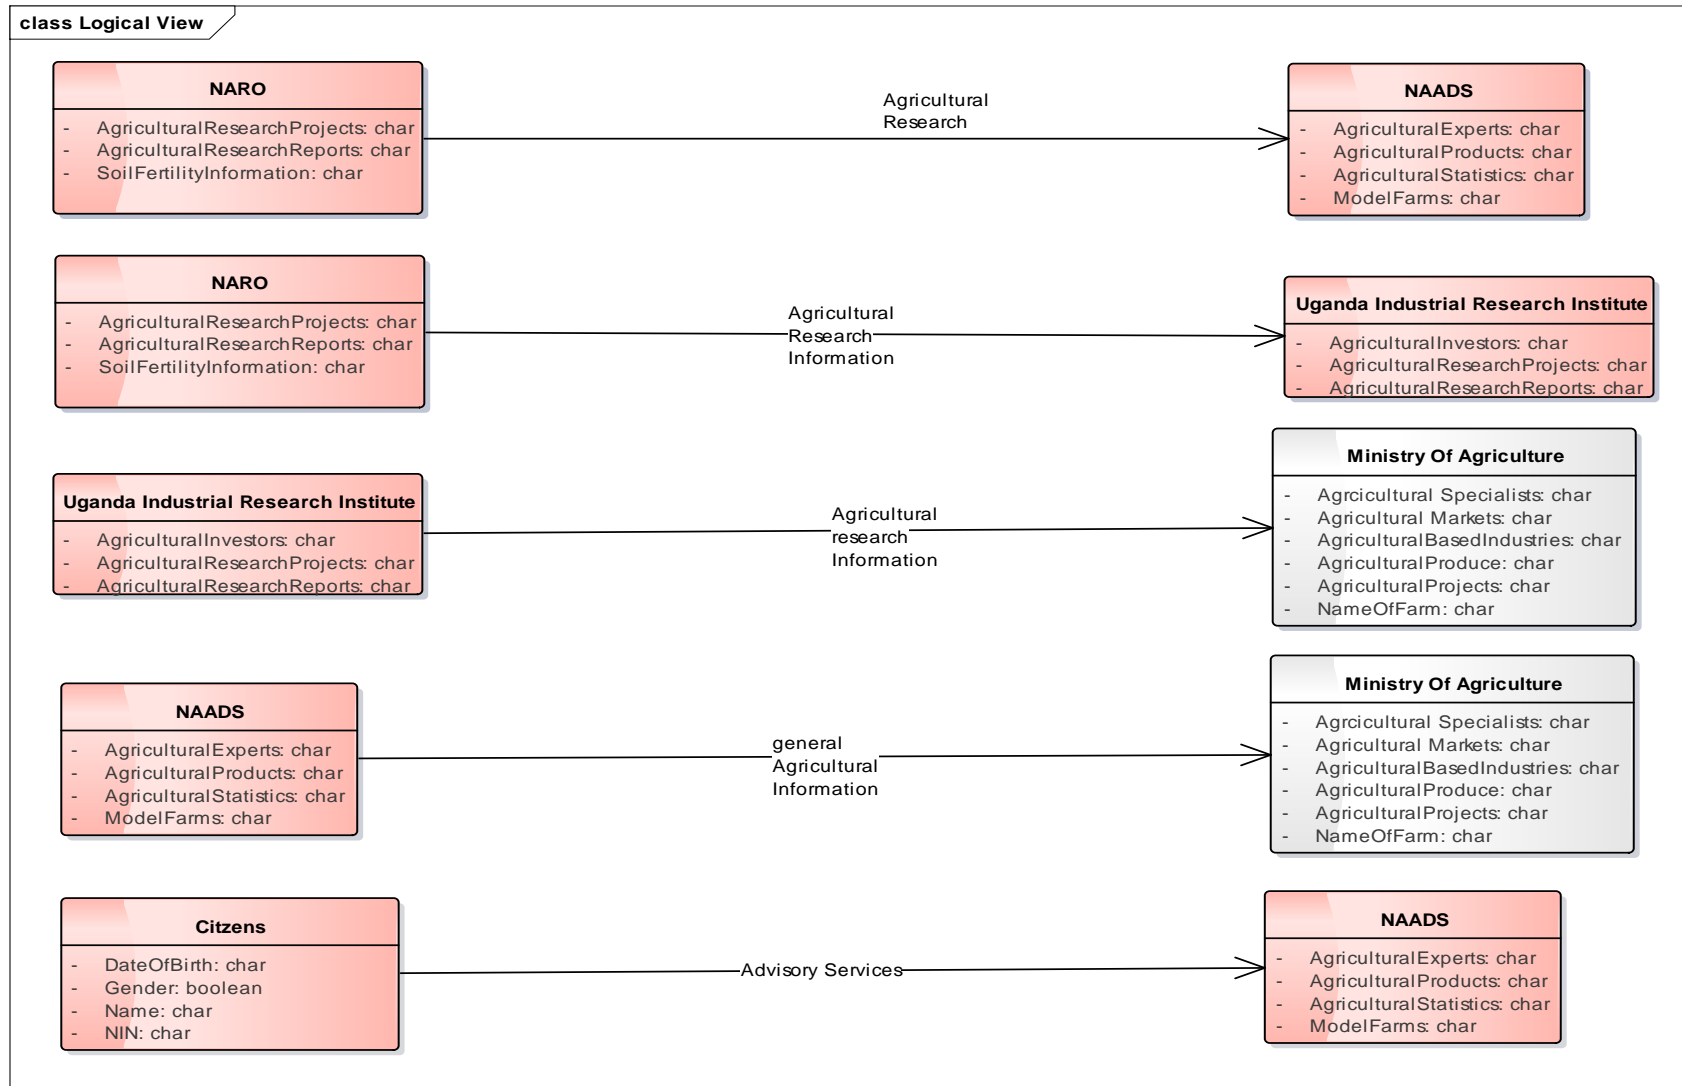 class Logical View
NARO
- AgriculturalResearchProjects: char
- AgriculturalResearchReports: char
- SoilFertilityInformation: char
Agricultural
Research
NAADS
- AgriculturalExperts: char
- AgriculturalProducts: char
- AgriculturalStatistics: char
- ModelFarms: char
NARO
- AgriculturalResearchProjects: char
- AgriculturalResearchReports: char
- SoilFertilityInformation: char
Agricultural
Research
Information
Uganda Industrial Research Institute
- AgriculturalInvestors: char
- AgriculturalResearchProjects: char
- AgriculturalResearchReports: char
Uganda Industrial Research Institute
- AgriculturalInvestors: char
- AgriculturalResearchProjects: char
- AgriculturalResearchReports: char
Agricultural
research
Information
Ministry Of Agriculture
- Agrcicultural Specialists: char
- Agricultural Markets: char
- AgriculturalBasedIndustries: char
- AgriculturalProduce: char
- AgriculturalProjects: char
- NameOfFarm: char
NAADS
- AgriculturalExperts: char
- AgriculturalProducts: char
- AgriculturalStatistics: char
- ModelFarms: char
general
Agricultural
Information
Ministry Of Agriculture
- Agrcicultural Specialists: char
- Agricultural Markets: char
- AgriculturalBasedIndustries: char
- AgriculturalProduce: char
- AgriculturalProjects: char
- NameOfFarm: char
Citzens
- DateOfBirth: char
- Gender: boolean
- Name: char
- NIN: char
Advisory Services
NAADS
- AgriculturalExperts: char
- AgriculturalProducts: char
- AgriculturalStatistics: char
- ModelFarms: char